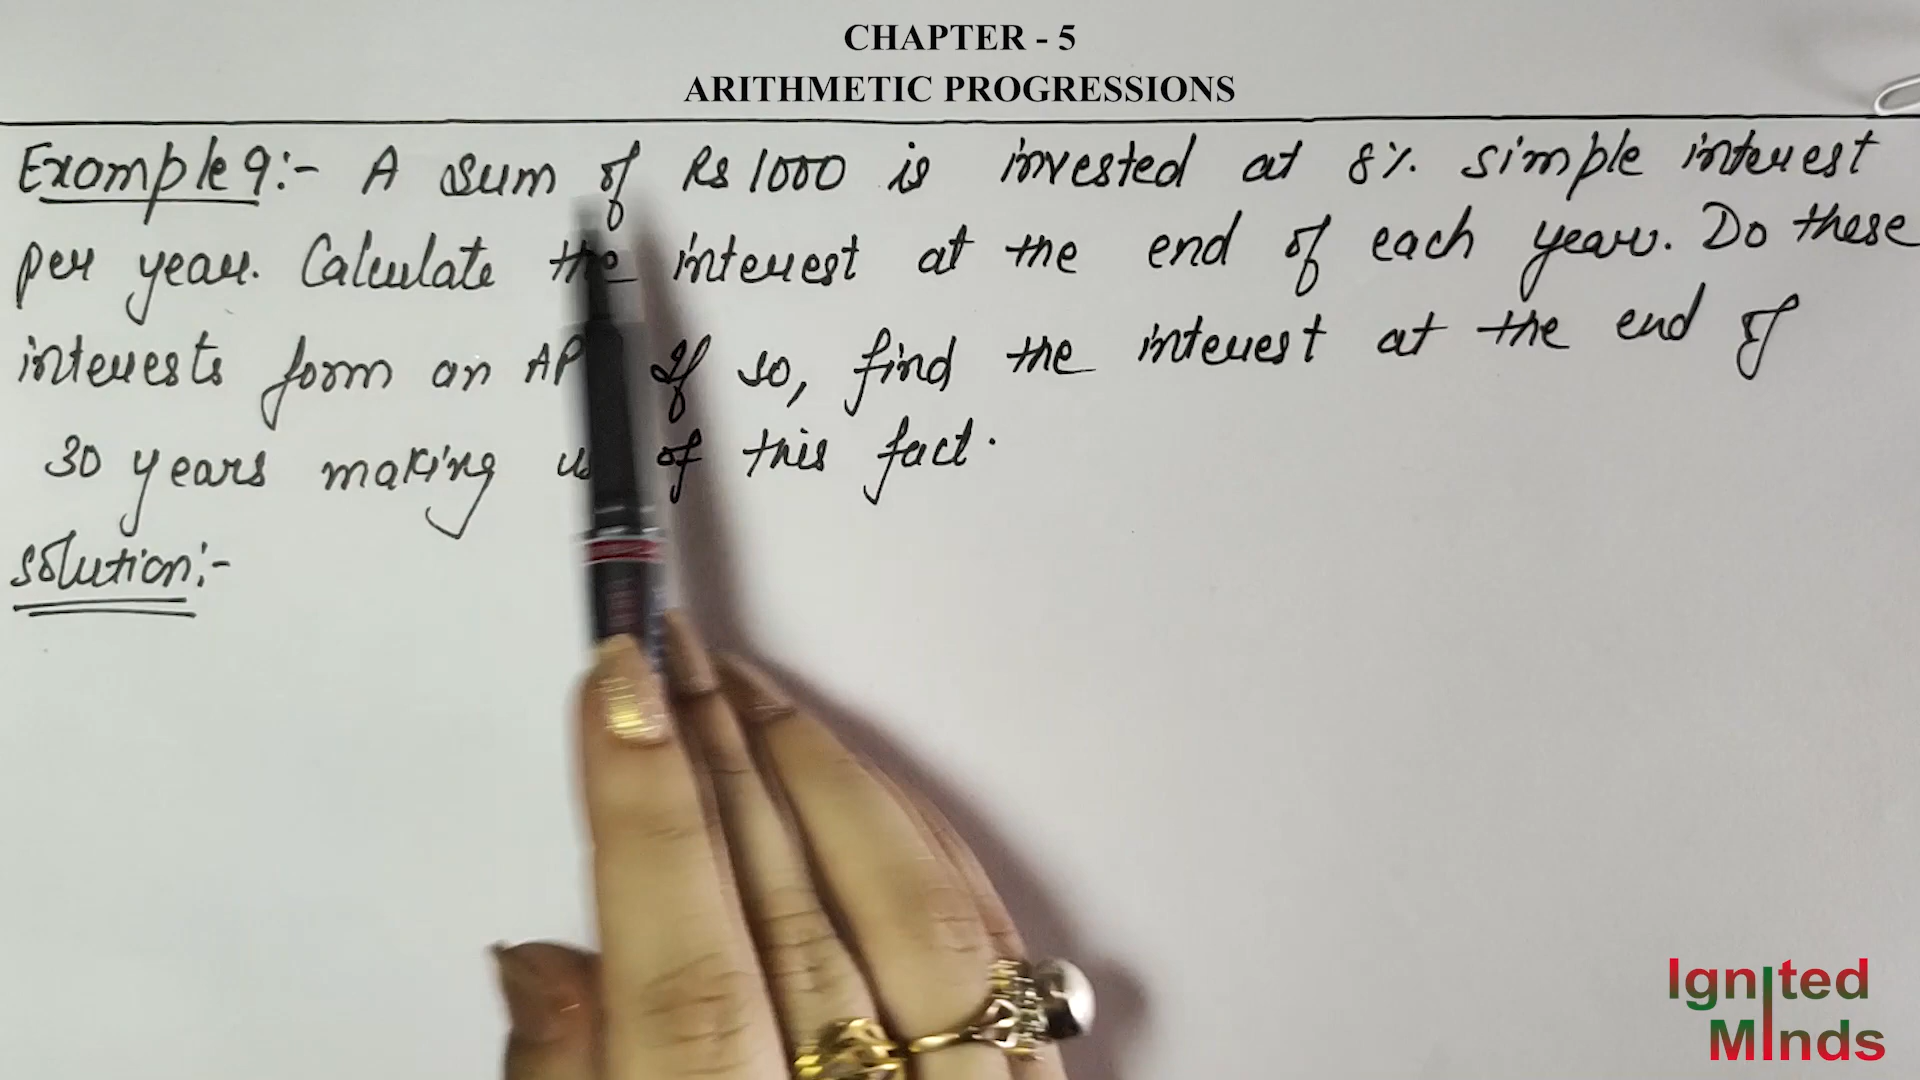 CHAPTER - 5
ARITHMETIC PROGRESSIONS
Example 9:- A sum of Rs 1000 is invested at 8% simple interest
per year. Calculate the interest at the end of each year. Do these
interests form an AP If so, find the interest at the end of
30 years making of this fact.
solution:-
Ignited
Minds